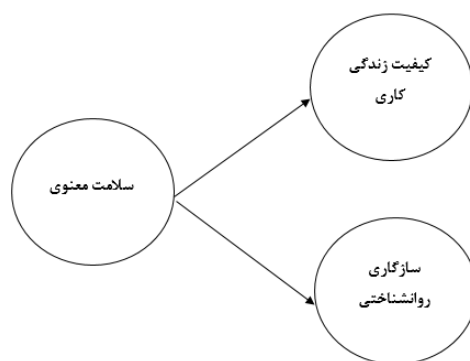 کیفیت زندگی
کاری
سلامت معنوی
سازگاری
روانشناختی